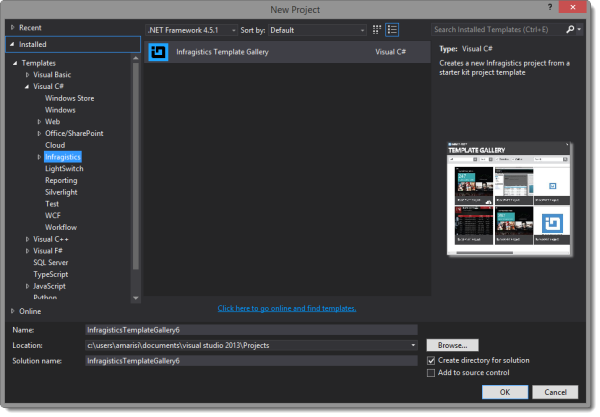 New Project
? ×
Recent
Installed
.NET Framework 4.5.1 Sort by: Default
Search Installed Templates (Ctrl+E)
Templates
Visual Basic
Visual C#
Windows Store
Windows
Web
Office/SharePoint
Cloud
Infragistics
LightSwitch
Reporting
Silverlight
Test
WCF
Workflow
Visual C++
Visual F#
SQL Server
TypeScript
JavaScript
Python
Online
Infragistics Template Gallery Visual C#
Type: Visual C#
Creates a new Infragistics project from a
starter kit project template
TEMPLATE GALLERY
Click here to go online and find templates.
Name: InfragisticsTemplateGallery6
Location: c:\users\amarisi\documents\visual studio 2013\Projects Browse...
Solution name: InfragisticsTemplateGallery6
Create directory for solution
Add to source control
OK Cancel